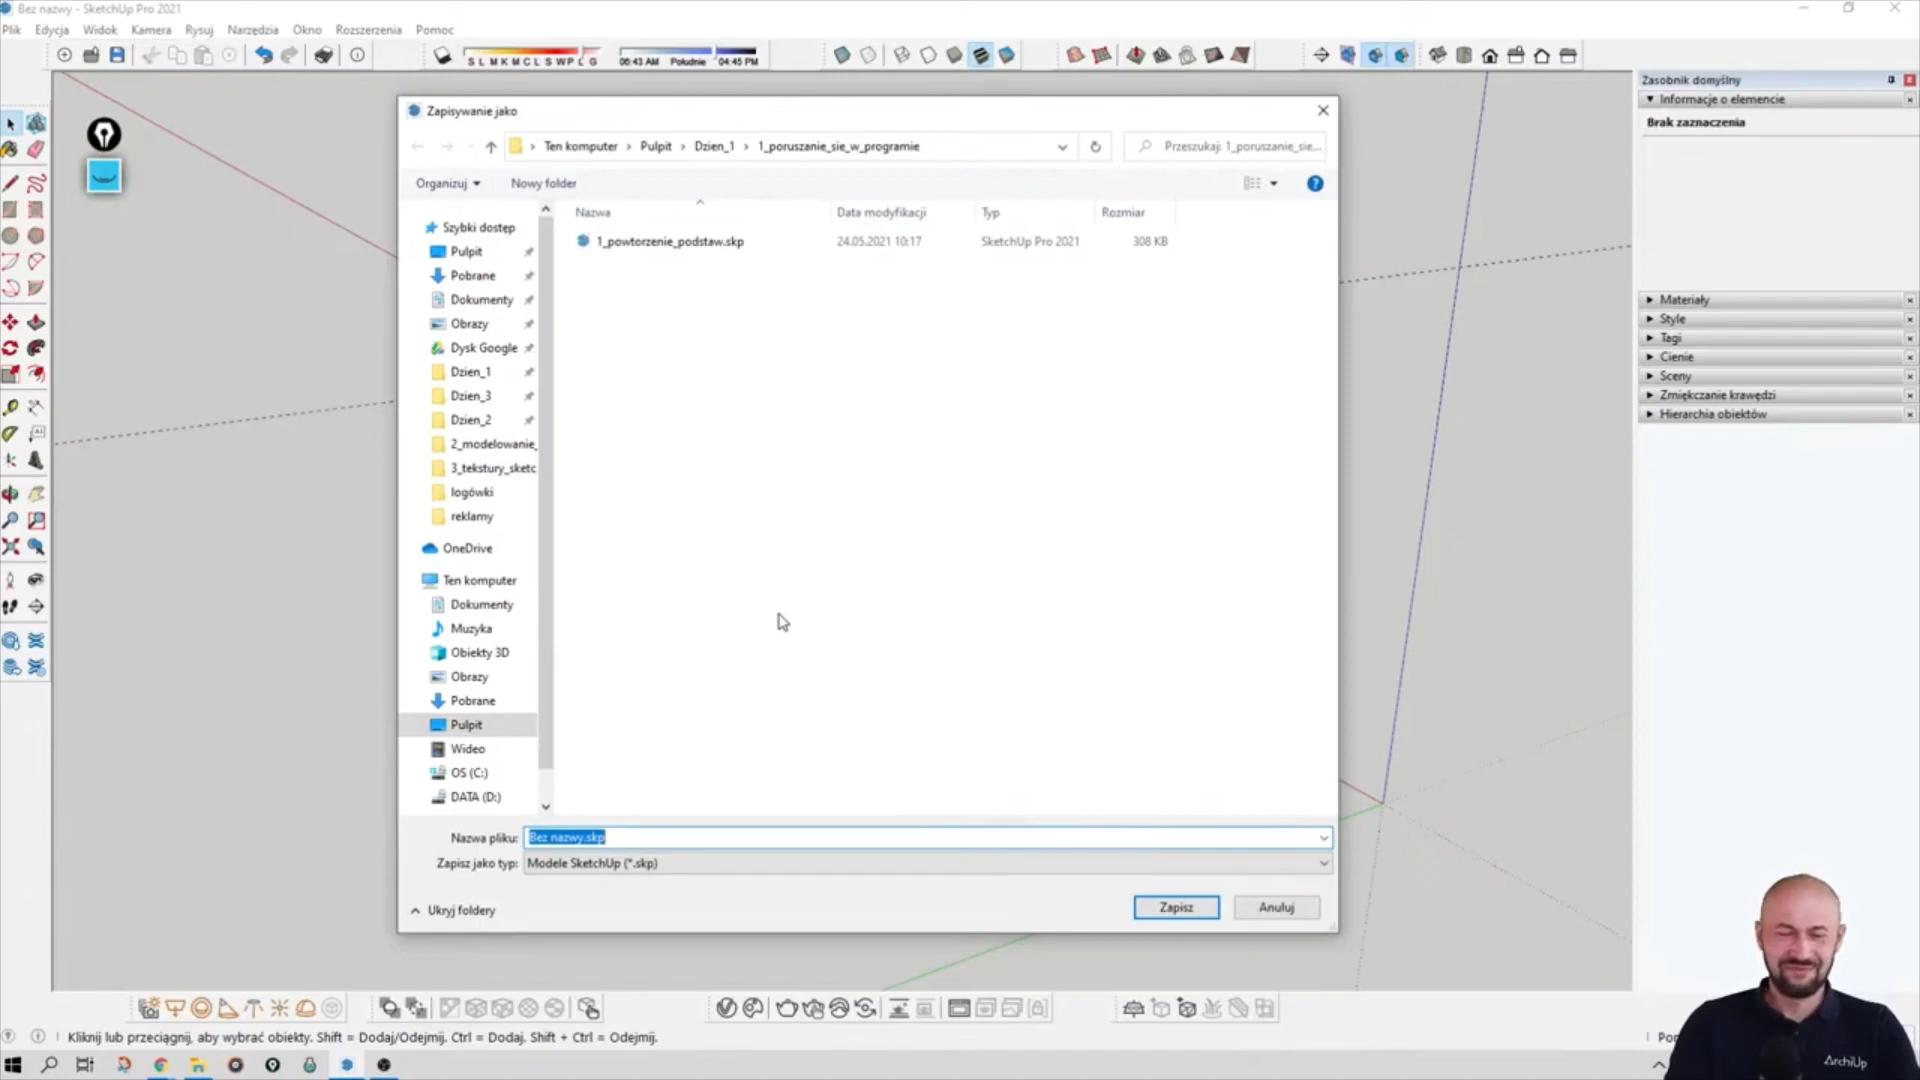 Bez nazwy - SketchUp Pro 2021
Plik Edycja Widok Kamera Rysuj Narzędzia Okno Rozszerzenia Pomoc
S L M K M C L S W P L G
06:43 AM Południe 04:45 PM
Zasobnik domyślny
Informacje o elemencie
Brak zaznaczenia
Materiały
Style
Tagi
Cienie
Sceny
Zmiękczanie krawędzi
Hierarchia obiektów
Zapisywanie jako
Ten komputer › Pulpit › Dzien_1 › 1_poruszanie_sie_w_programie
Przeszukaj: 1_poruszanie_sie...
Organizuj Nowy folder
Nazwa Data modyfikacji Typ Rozmiar
1_powtorzenie_podstaw.skp 24.05.2021 10:17 SketchUp Pro 2021 308 KB
Szybki dostęp
Pulpit
Pobrane
Dokumenty
Obrazy
Dysk Google
Dzien_1
Dzien_3
Dzien_2
2_modelowanie_
3_tekstury_sketc
logówki
reklamy
OneDrive
Ten komputer
Dokumenty
Muzyka
Obiekty 3D
Obrazy
Pobrane
Pulpit
Wideo
OS (C:)
DATA (D:)
Nazwa pliku: Bez nazwy.skp
Zapisz jako typ: Modele SketchUp (*.skp)
Ukryj foldery
Zapisz Anuluj
Kliknij lub przeciągnij, aby wybrać obiekty. Shift = Dodaj/Odejmij. Ctrl = Dodaj. Shift + Ctrl = Odejmij.
ArchiUp